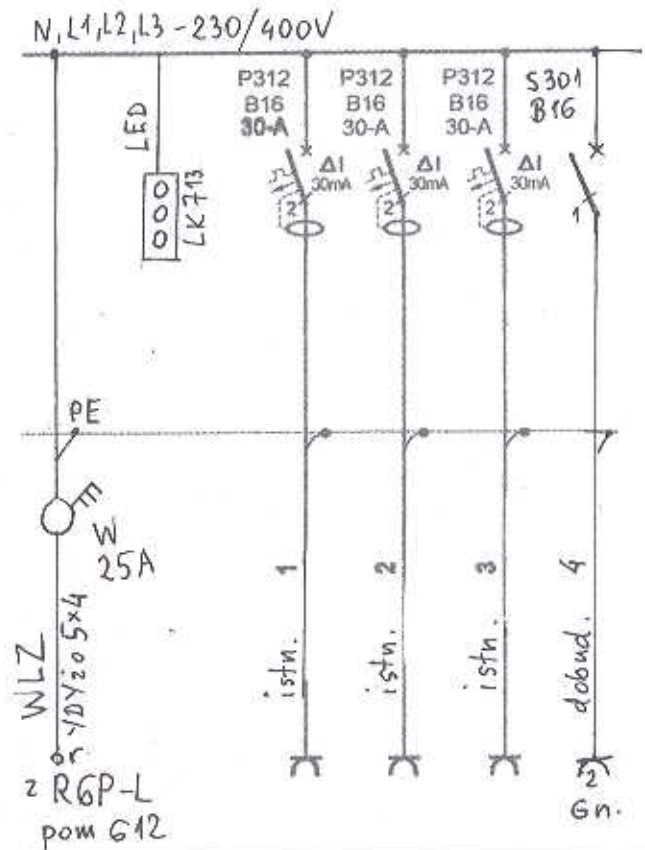 N, L1, L2, L3 - 230/400V
LED
LK713
P312
B16
30-A
ΔI
30mA
2
P312
B16
30-A
ΔI
30mA
2
P312
B16
30-A
ΔI
30mA
2
S301
B16
1
PE
W
25A
WLZ
YDYżo 5x4
z R6P-L
pom 612
1
istn.
2
istn.
3
istn.
4
dobud.
2
Gn.